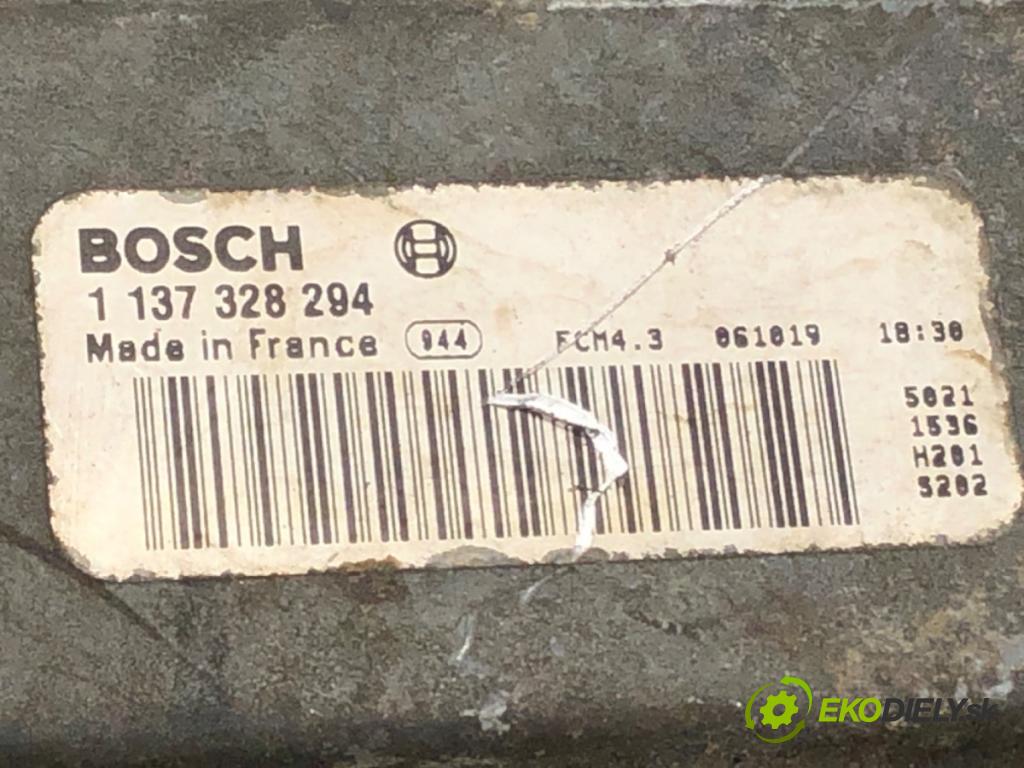 BOSCH
1 137 328 294
Made in France 944 FCM4.3 061019 18:30
5021
1536
H201
5202
EKODIELY.sk